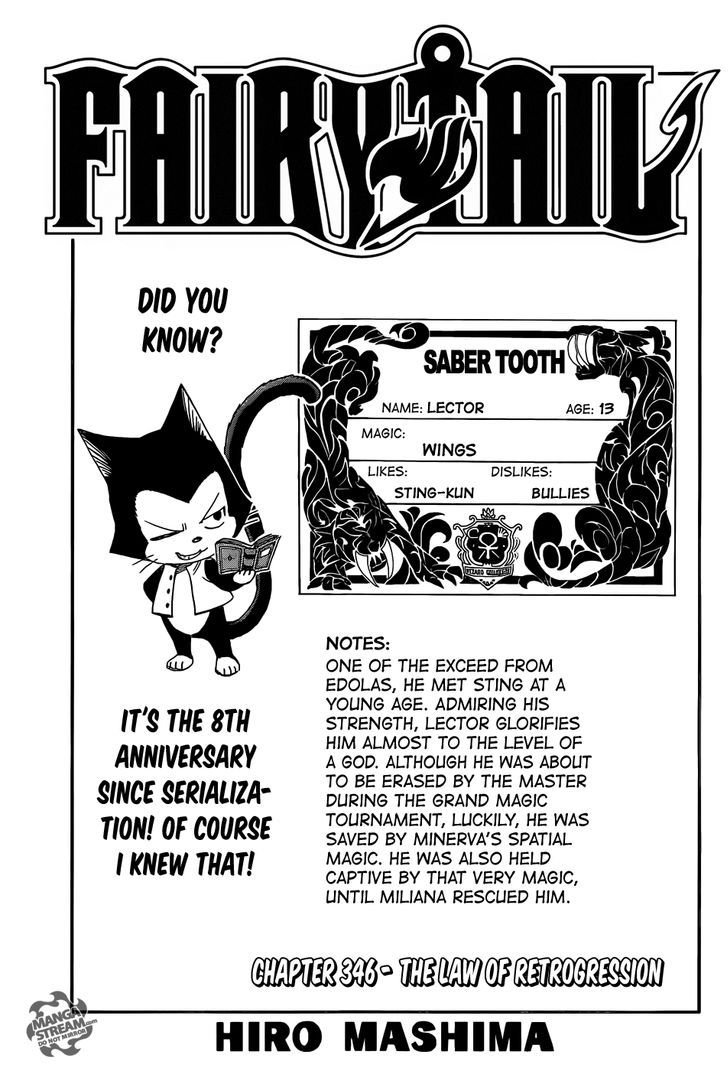 FAIRY TAIL
DID YOU
KNOW?
SABER TOOTH
NAME: LECTOR AGE: 13
MAGIC:
WINGS
LIKES: DISLIKES:
STING-KUN BULLIES
NOTES:
ONE OF THE EXCEED FROM
EDOLAS, HE MET STING AT A
YOUNG AGE. ADMIRING HIS
STRENGTH, LECTOR GLORIFIES
HIM ALMOST TO THE LEVEL OF
A GOD. ALTHOUGH HE WAS ABOUT
TO BE ERASED BY THE MASTER
DURING THE GRAND MAGIC
TOURNAMENT, LUCKILY, HE WAS
SAVED BY MINERVA'S SPATIAL
MAGIC. HE WAS ALSO HELD
CAPTIVE BY THAT VERY MAGIC,
UNTIL MILIANA RESCUED HIM.
IT'S THE 8TH
ANNIVERSARY
SINCE SERIALIZA-
TION! OF COURSE
I KNEW THAT!
CHAPTER 346 - THE LAW OF RETROGRESSION
MANGA
STREAM.com
DO NOT MIRROR
HIRO MASHIMA